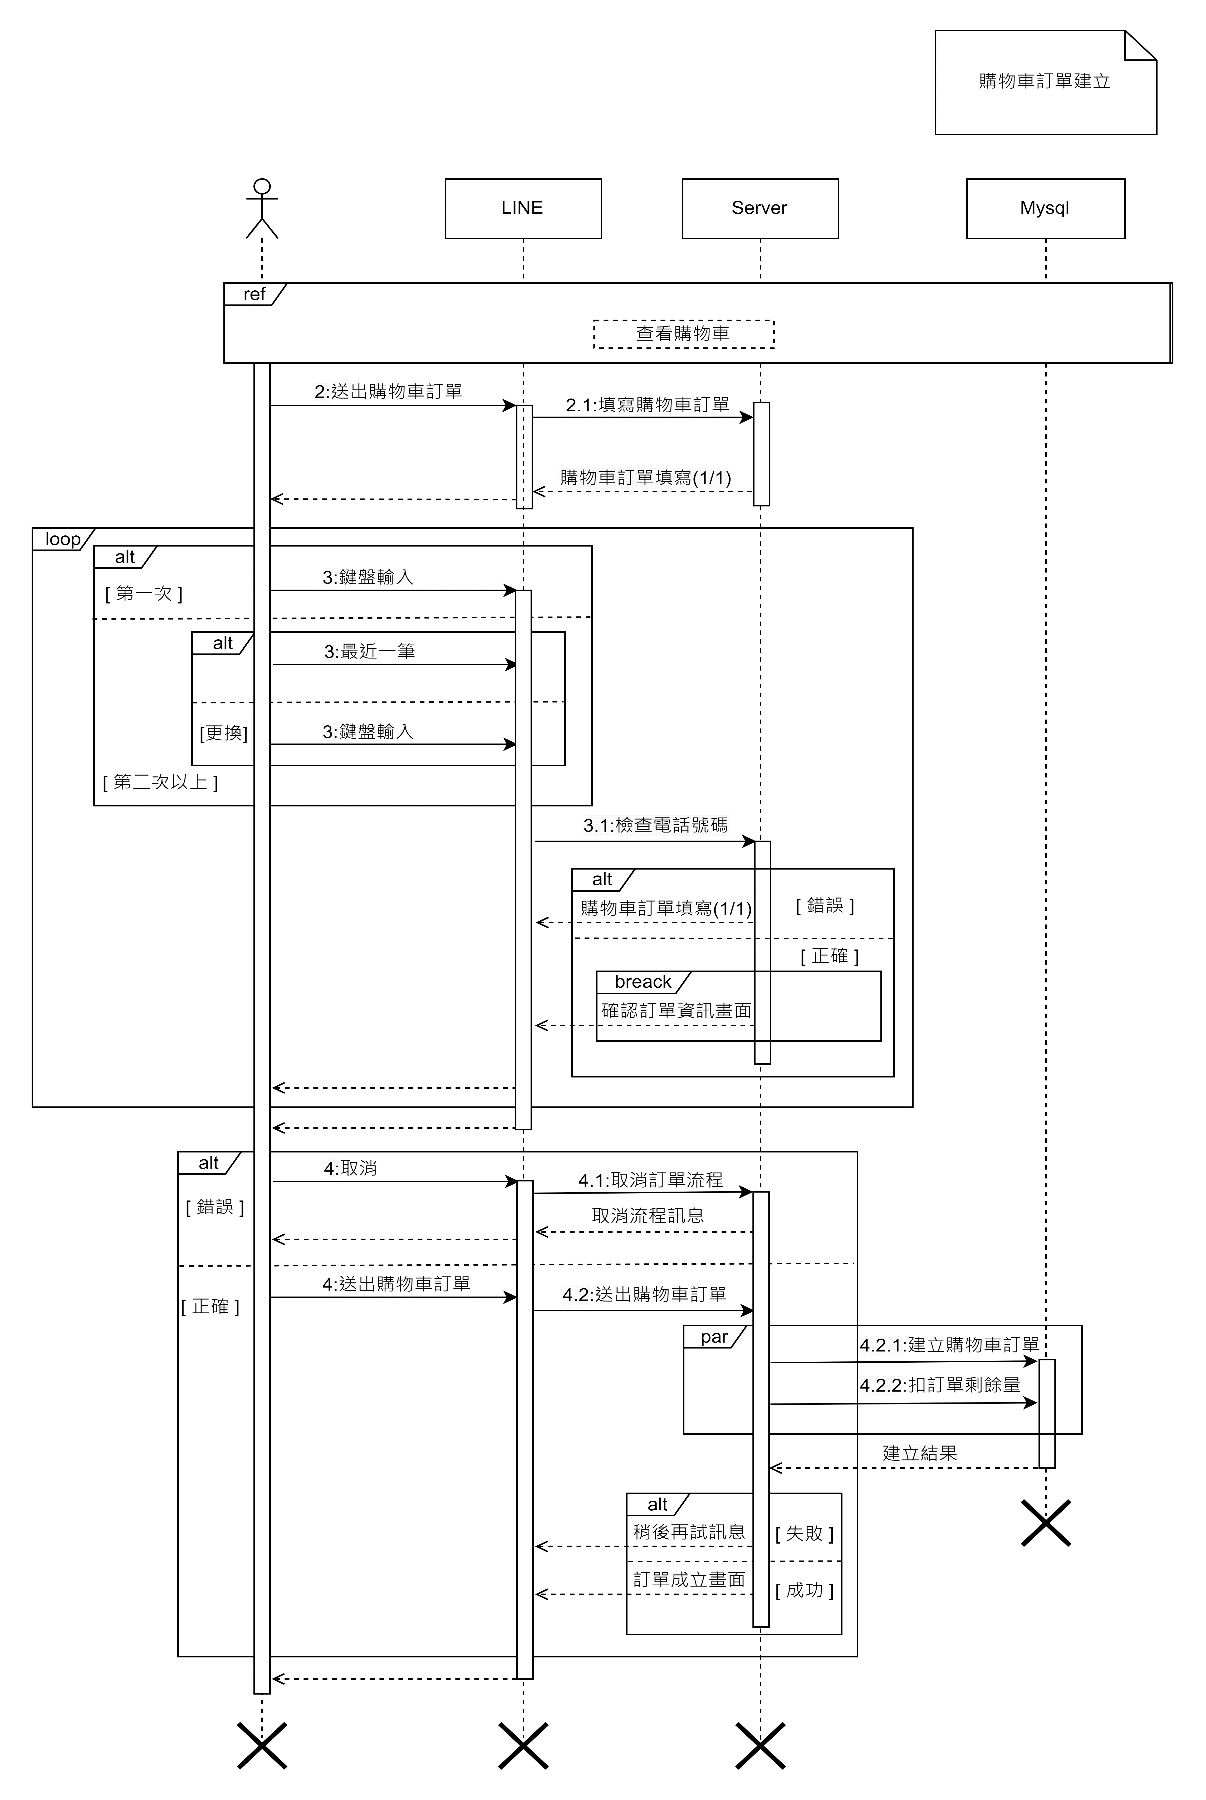 購物車訂單建立
LINE
Server
Mysql
ref
查看購物車
2:送出購物車訂單
2.1:填寫購物車訂單
購物車訂單填寫(1/1)
loop
alt
3:鍵盤輸入
[ 第一次 ]
alt
3:最近一筆
[更換]
3:鍵盤輸入
[ 第二次以上 ]
3.1:檢查電話號碼
alt
購物車訂單填寫(1/1)
[ 錯誤 ]
[ 正確 ]
breack
確認訂單資訊畫面
alt
4:取消
4.1:取消訂單流程
[ 錯誤 ]
取消流程訊息
4:送出購物車訂單
4.2:送出購物車訂單
[ 正確 ]
par
4.2.1:建立購物車訂單
4.2.2:扣訂單剩餘量
建立結果
alt
稍後再試訊息
[ 失敗 ]
訂單成立畫面
[ 成功 ]